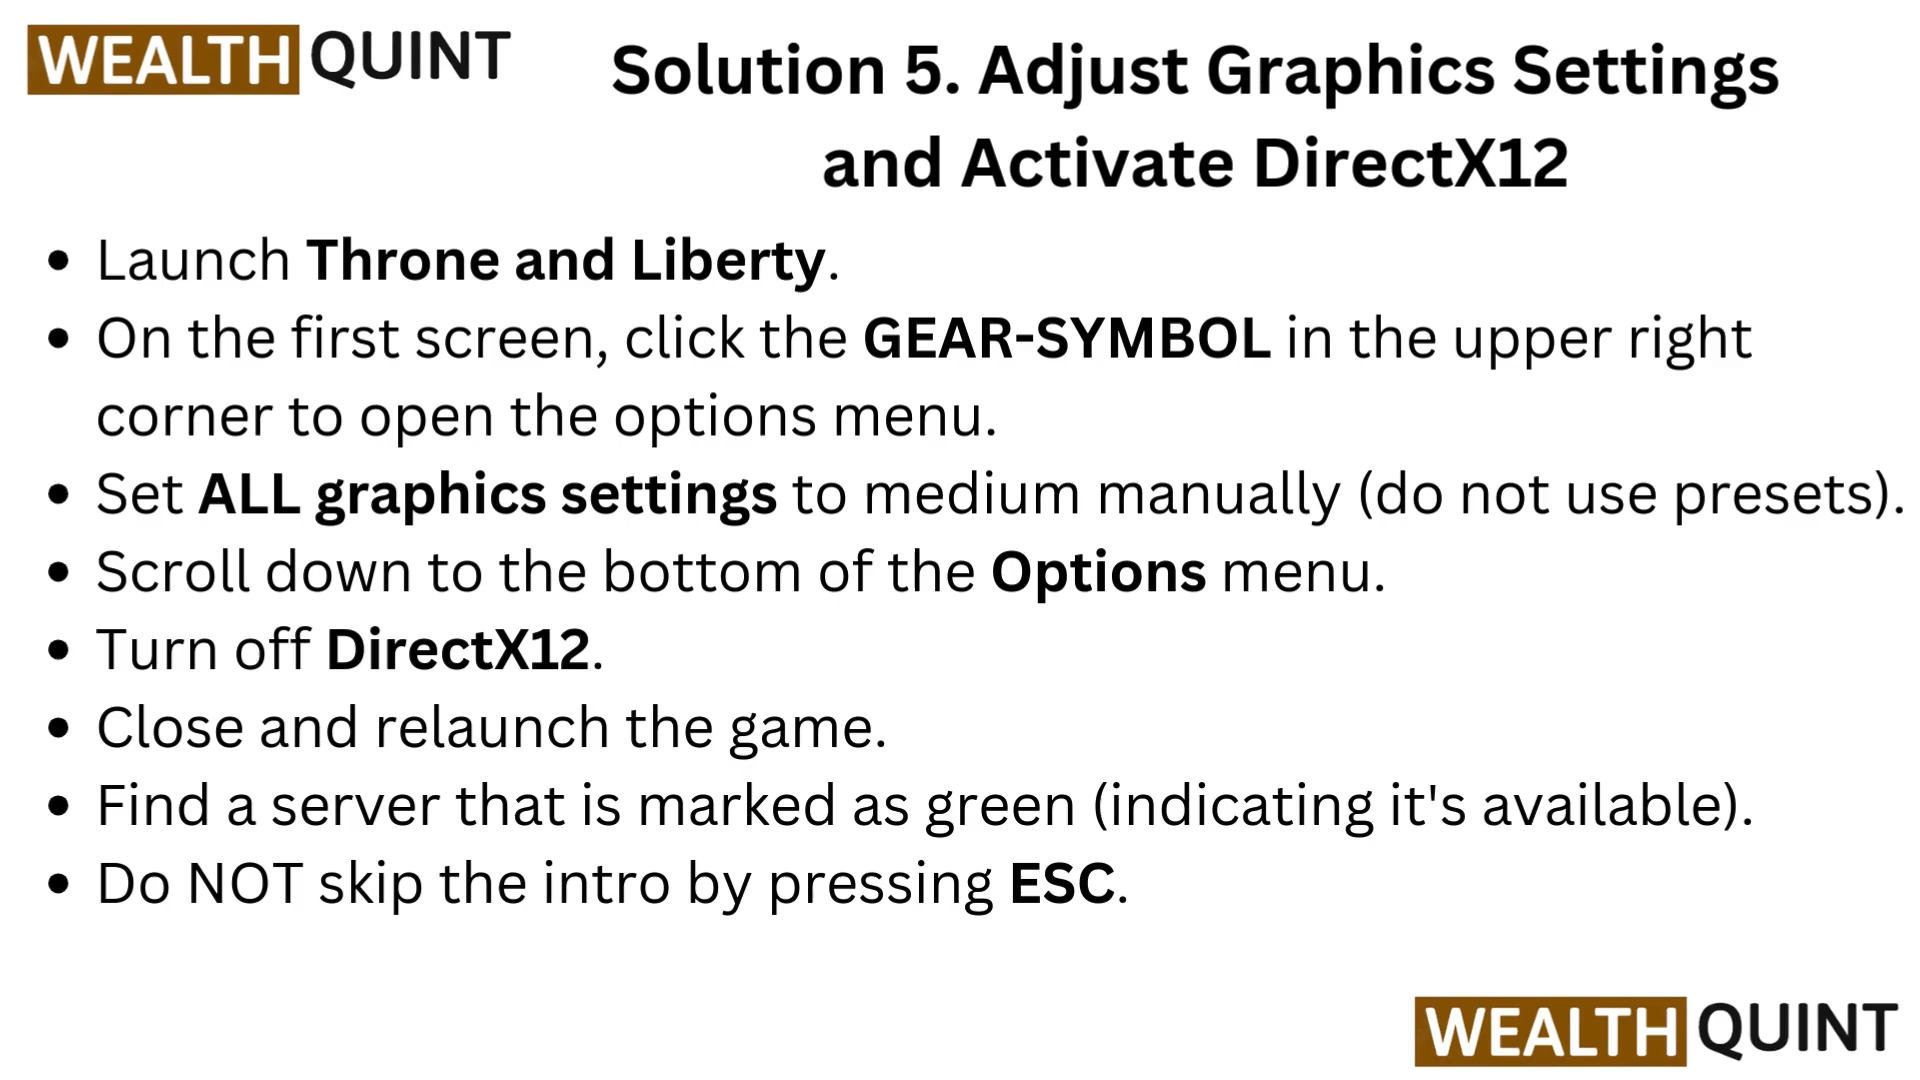 WEALTH QUINT
Solution 5. Adjust Graphics Settings
and Activate DirectX12
• Launch Throne and Liberty.
• On the first screen, click the GEAR-SYMBOL in the upper right
corner to open the options menu.
• Set ALL graphics settings to medium manually (do not use presets).
• Scroll down to the bottom of the Options menu.
• Turn off DirectX12.
• Close and relaunch the game.
• Find a server that is marked as green (indicating it's available).
• Do NOT skip the intro by pressing ESC.
WEALTH QUINT